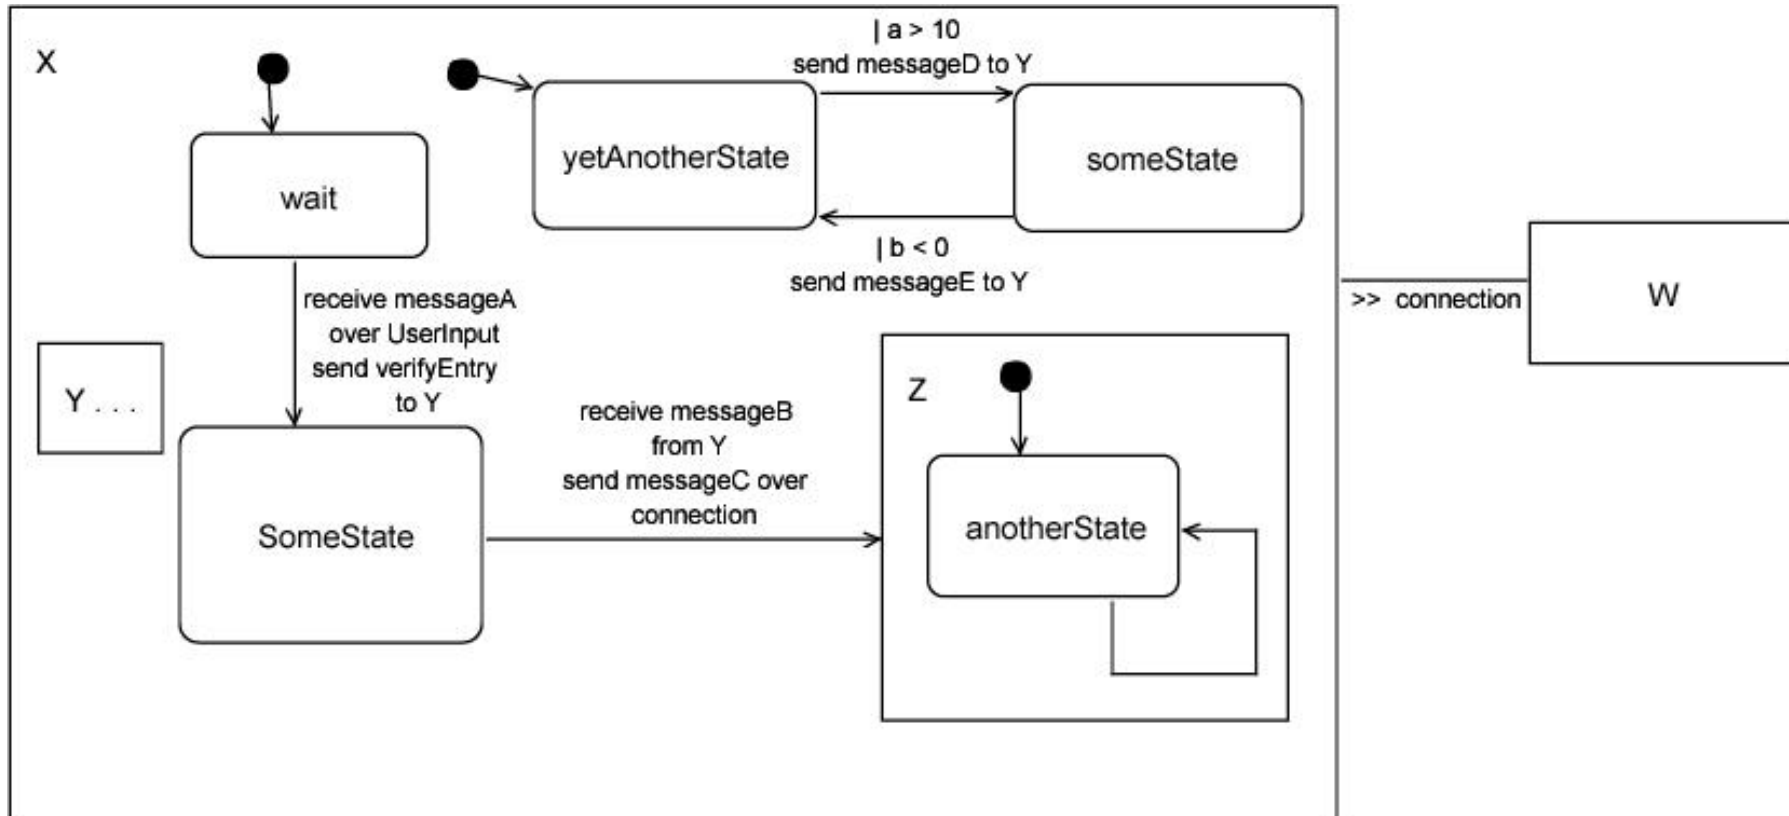 X
| a > 10
send messageD to Y
yetAnotherState
someState
wait
| b < 0
send messageE to Y
receive messageA
over UserInput
send verifyEntry
to Y
>> connection
W
Y . . .
Z
receive messageB
from Y
send messageC over
connection
SomeState
anotherState